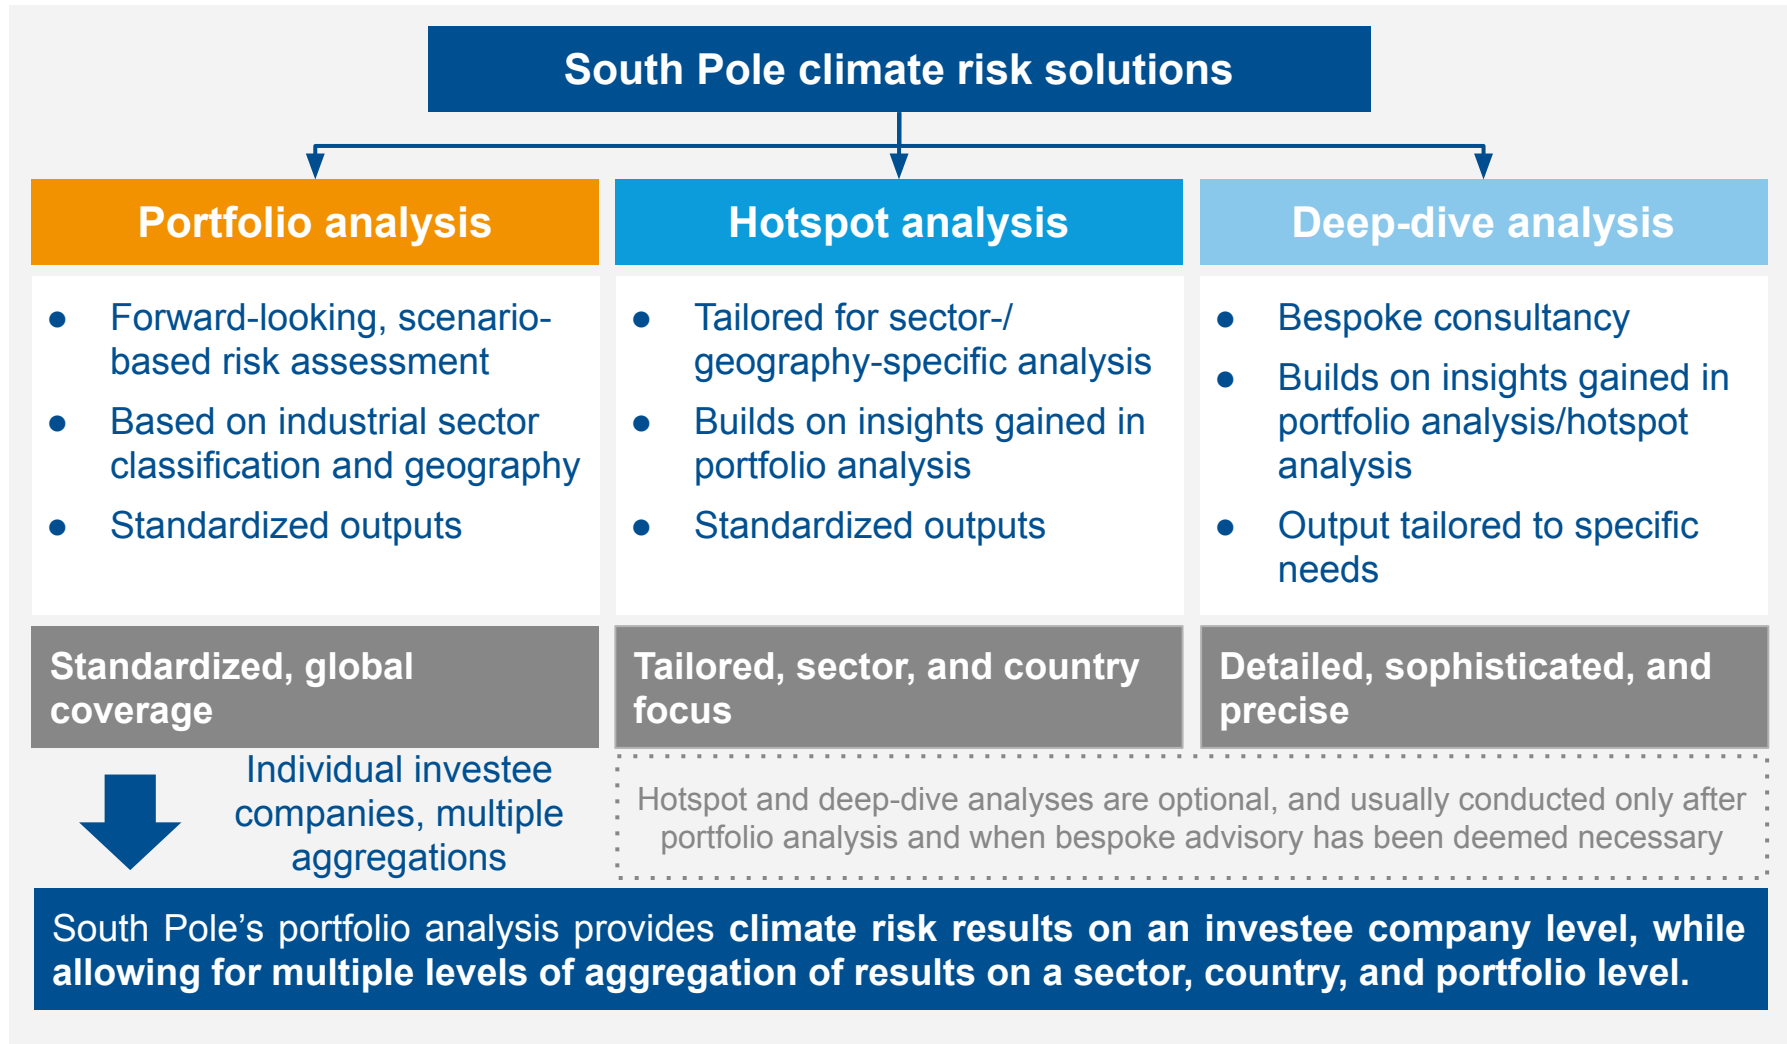 South Pole climate risk solutions
Portfolio analysis
● Forward-looking, scenario-
based risk assessment
● Based on industrial sector
classification and geography
● Standardized outputs
Standardized, global
coverage
Hotspot analysis
● Tailored for sector-/
geography-specific analysis
● Builds on insights gained in
portfolio analysis
● Standardized outputs
Tailored, sector, and country
focus
Deep-dive analysis
● Bespoke consultancy
● Builds on insights gained in
portfolio analysis/hotspot
analysis
● Output tailored to specific
needs
Detailed, sophisticated, and
precise
Individual investee
companies, multiple
aggregations
Hotspot and deep-dive analyses are optional, and usually conducted only after
portfolio analysis and when bespoke advisory has been deemed necessary
South Pole’s portfolio analysis provides climate risk results on an investee company level, while
allowing for multiple levels of aggregation of results on a sector, country, and portfolio level.